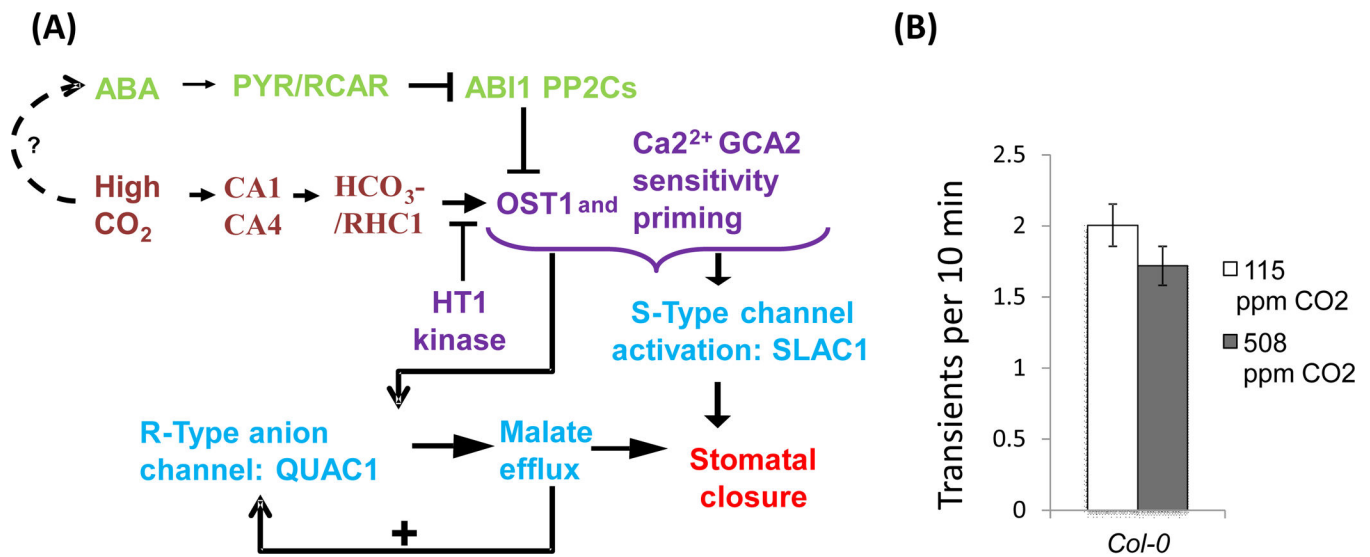 (A)
ABA PYR/RCAR ABI1 PP2Cs
?
High
CO2
CA1
CA4
HCO3-
/RHC1
OST1 and
Ca2²⁺ GCA2
sensitivity
priming
HT1
kinase
S-Type channel
activation: SLAC1
R-Type anion
channel: QUAC1
Malate
efflux
Stomatal
closure
+
(B)
Transients per 10 min
2.5
2
1.5
1
0.5
0
Col-0
115
ppm CO2
508
ppm CO2